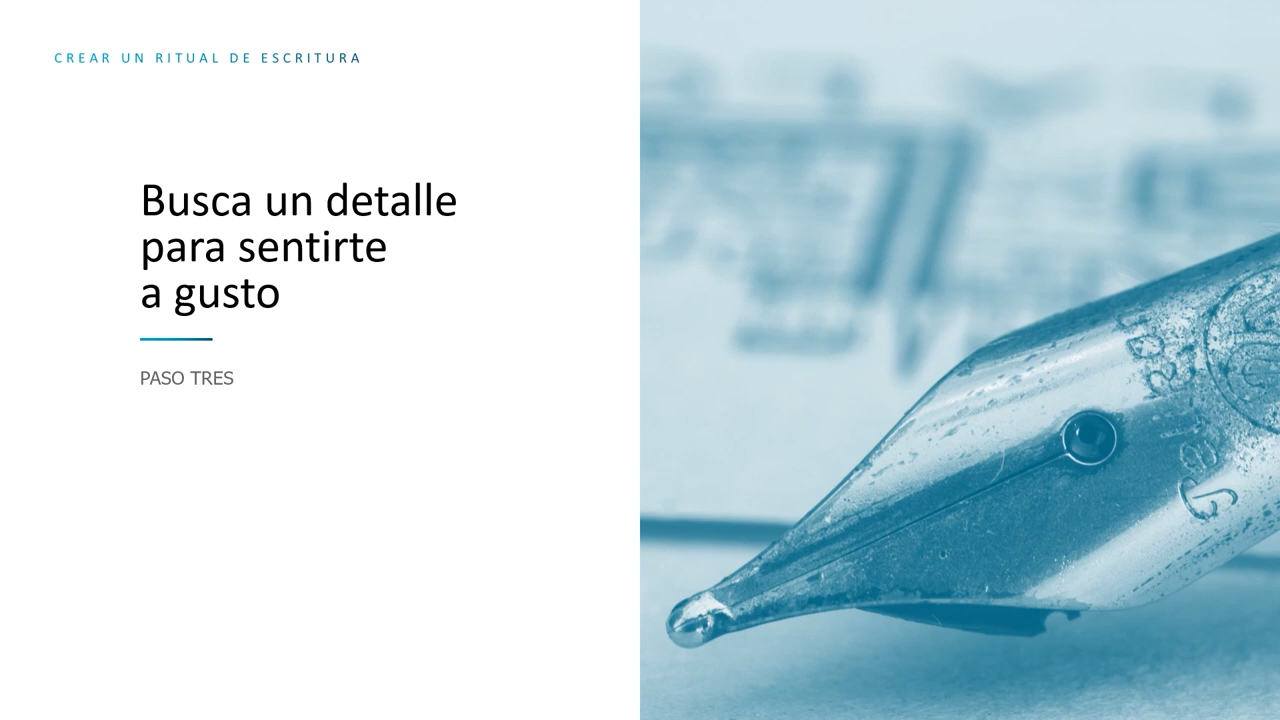 CREAR UN RITUAL DE ESCRITURA
Busca un detalle
para sentirte
a gusto
PASO TRES